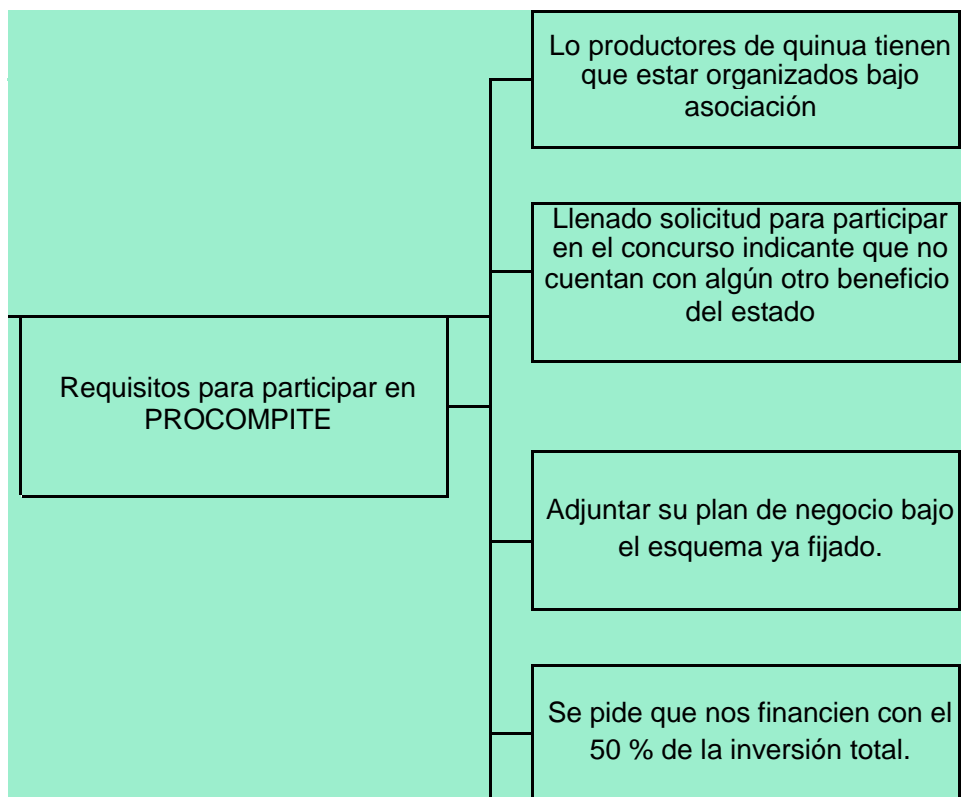 Lo productores de quinua tienen
que estar organizados bajo
asociación
Llenado solicitud para participar
en el concurso indicante que no
cuentan con algún otro beneficio
del estado
Requisitos para participar en
PROCOMPITE
Adjuntar su plan de negocio bajo
el esquema ya fijado.
Se pide que nos financien con el
50 % de la inversión total.